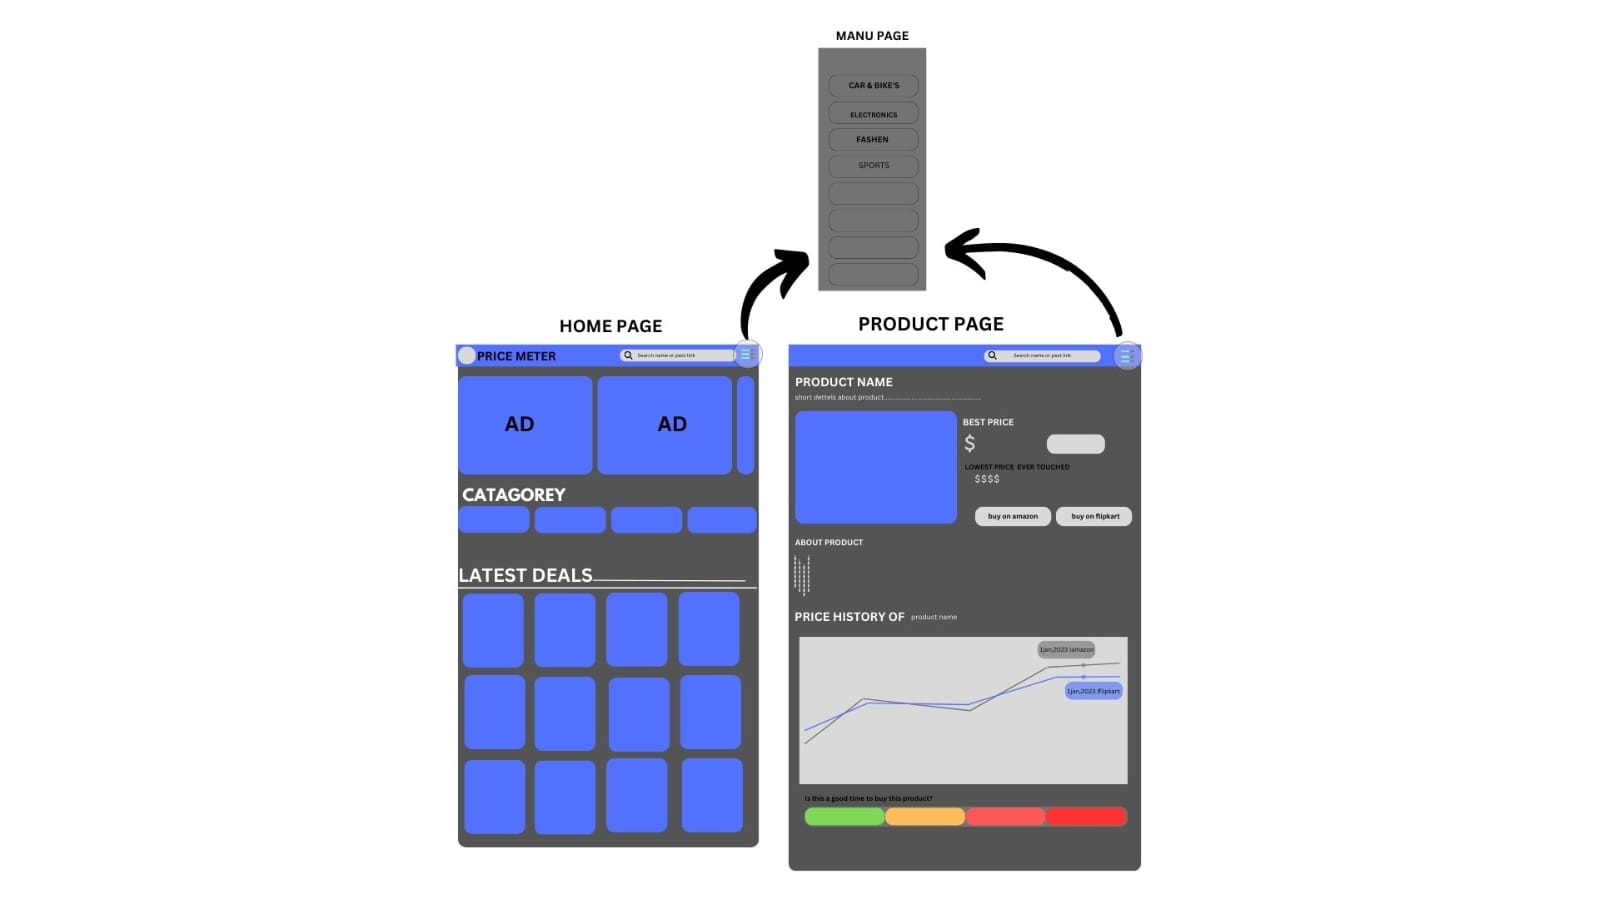 MANU PAGE
CAR & BIKE'S
ELECTRONICS
FASHEN
SPORTS
HOME PAGE
PRICE METER
Search name or past link
AD
AD
CATAGOREY
LATEST DEALS
PRODUCT PAGE
Search name or past link
PRODUCT NAME
short dettels about product
BEST PRICE
$
LOWEST PRICE EVER TOUCHED
$$$$
buy on amazon
buy on flipkart
ABOUT PRODUCT
PRICE HISTORY OF product name
1jan,2023 |amazon
1jan,2023 |Flipkart
Is this a good time to buy this product?